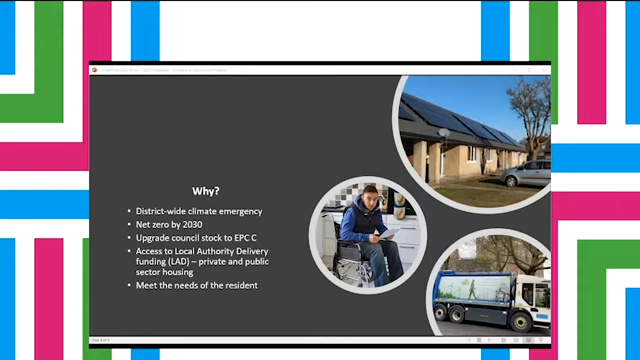 Why?
• District-wide climate emergency
• Net zero by 2030
• Upgrade council stock to EPC C
• Access to Local Authority Delivery
funding (LAD) – private and public
sector housing
• Meet the needs of the resident